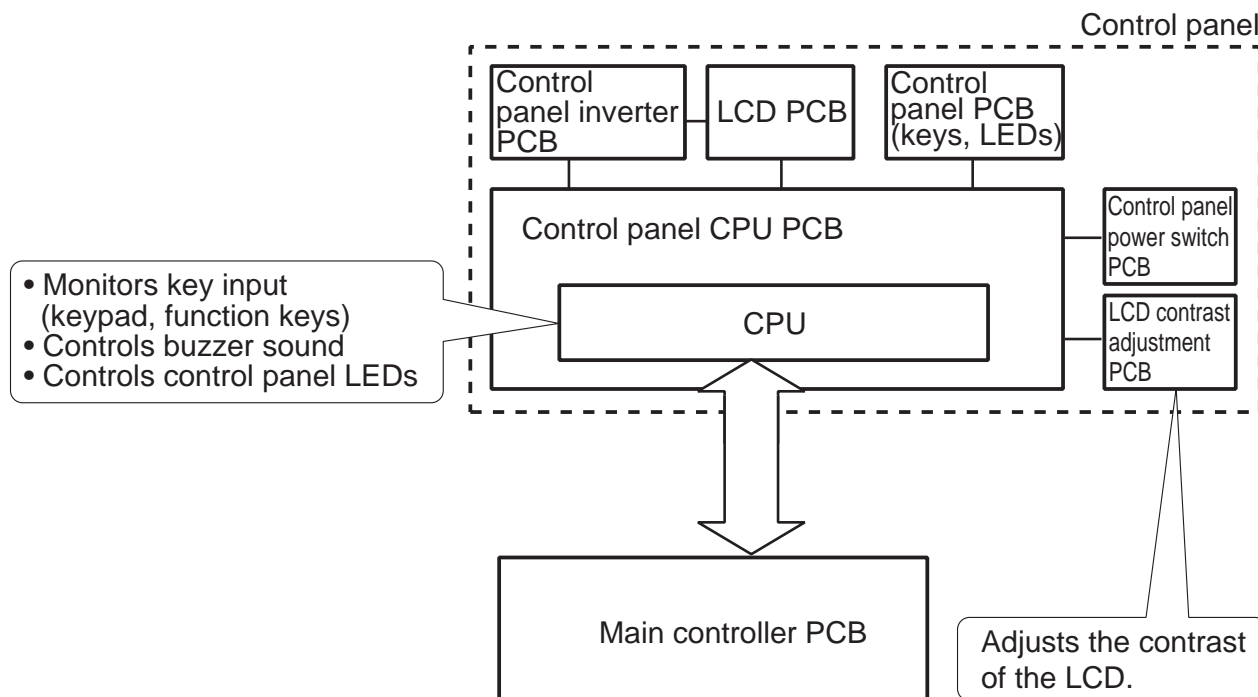 Control panel
Control
panel inverter
PCB
LCD PCB
Control
panel PCB
(keys, LEDs)
Control panel CPU PCB
Control panel
power switch
PCB
• Monitors key input
(keypad, function keys)
• Controls buzzer sound
• Controls control panel LEDs
CPU
LCD contrast
adjustment
PCB
Main controller PCB
Adjusts the contrast
of the LCD.